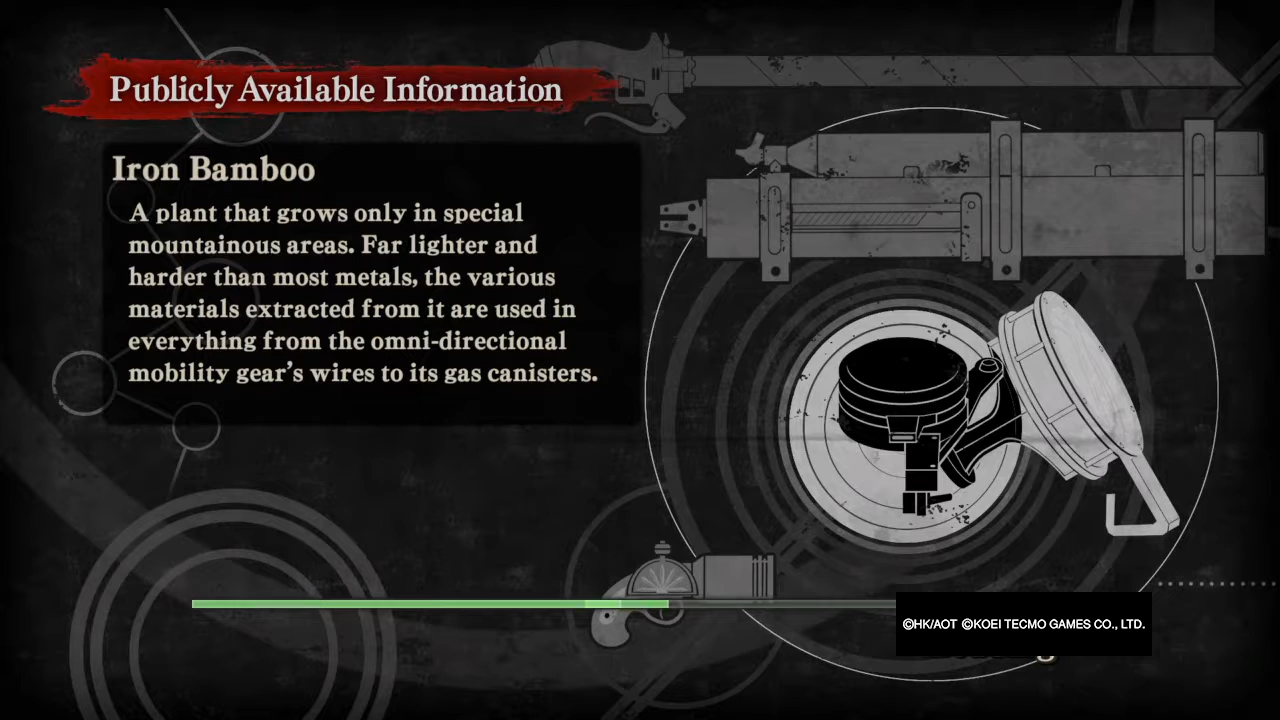 Publicly Available Information
Iron Bamboo
A plant that grows only in special
mountainous areas. Far lighter and
harder than most metals, the various
materials extracted from it are used in
everything from the omni-directional
mobility gear's wires to its gas canisters.
©HK/AOT ©KOEI TECMO GAMES CO., LTD.